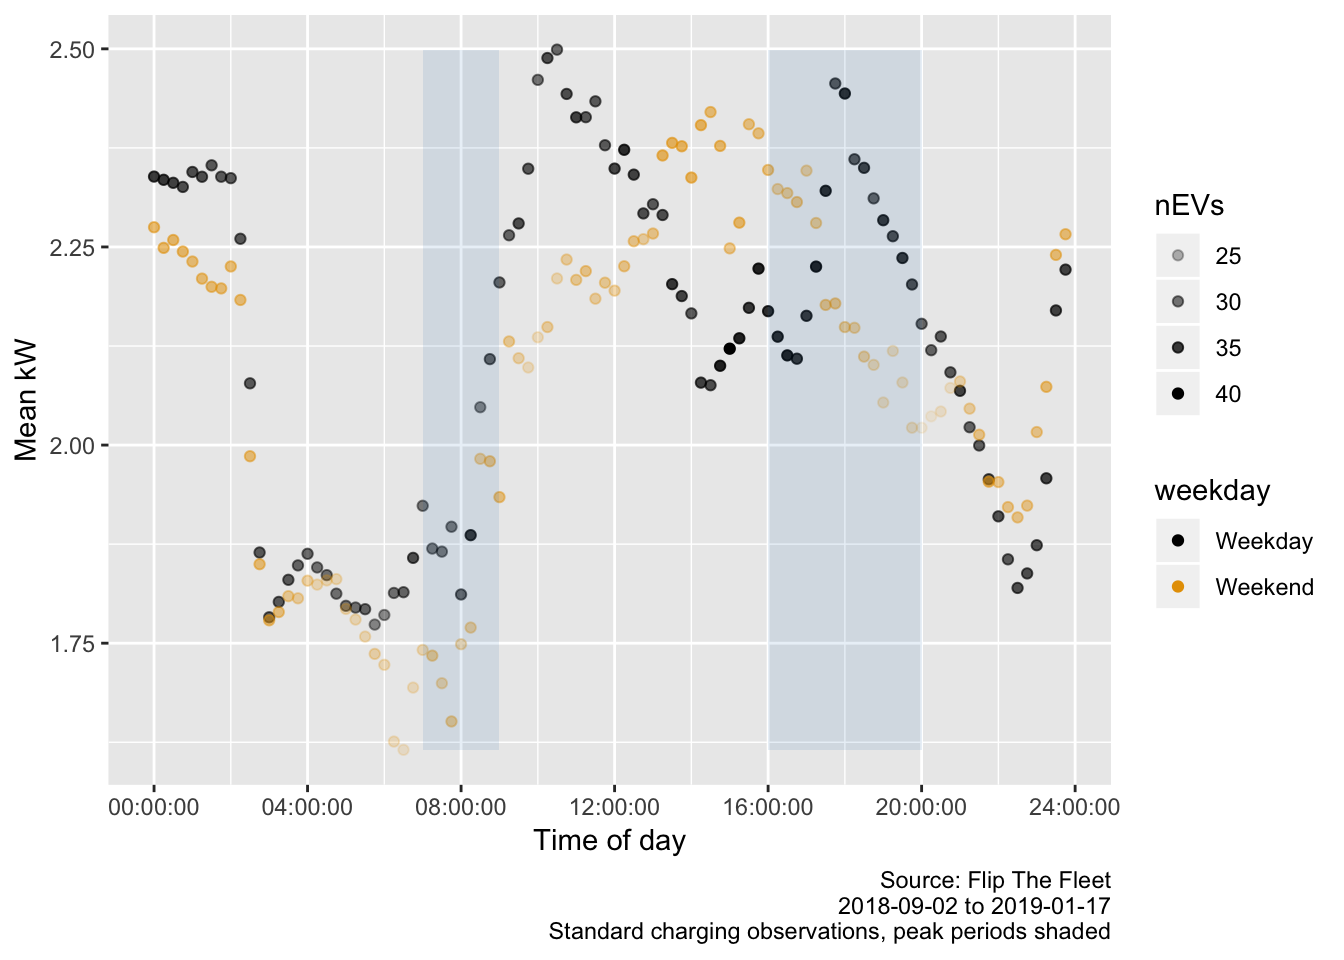 2.50
2.25
2.00
1.75
Mean kW
00:00:00 04:00:00 08:00:00 12:00:00 16:00:00 20:00:00 24:00:00
Time of day
nEVs
25
30
35
40
weekday
Weekday
Weekend
Source: Flip The Fleet
2018-09-02 to 2019-01-17
Standard charging observations, peak periods shaded